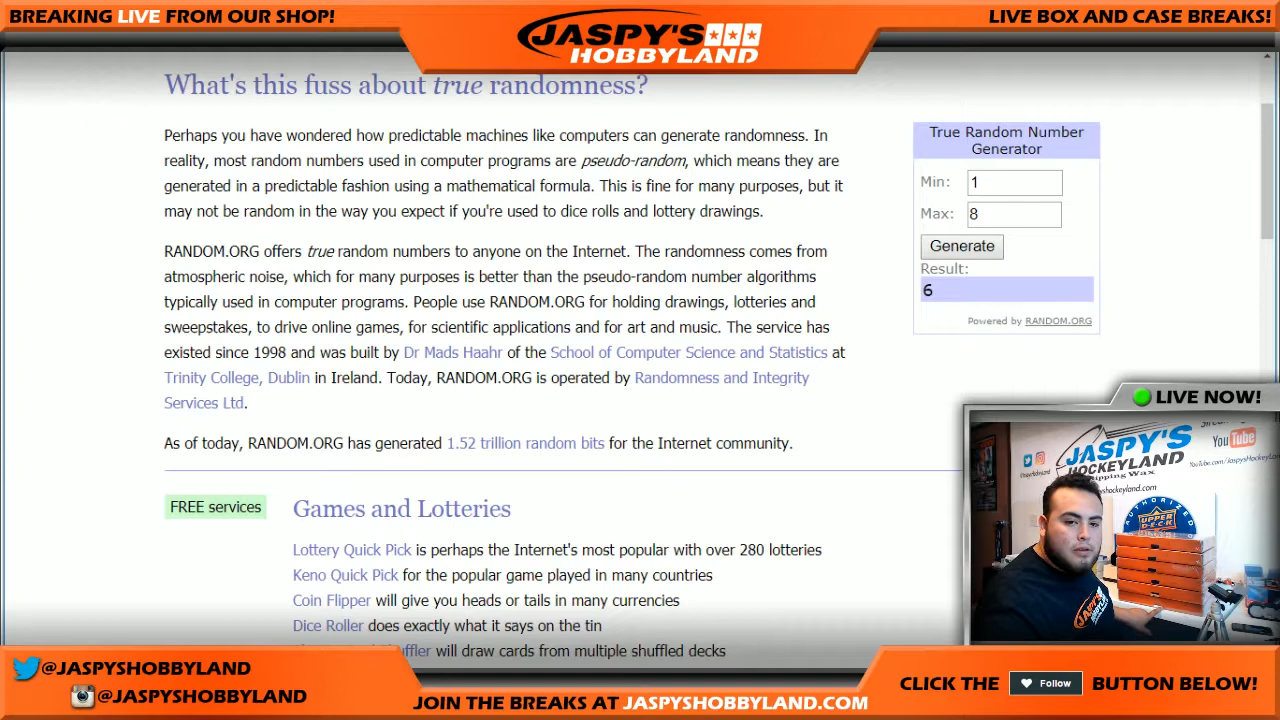 BREAKING LIVE FROM OUR SHOP!
JASPY'S
HOBBYLAND
LIVE BOX AND CASE BREAKS!
What's this fuss about true randomness?
Perhaps you have wondered how predictable machines like computers can generate randomness. In
reality, most random numbers used in computer programs are pseudo-random, which means they are
generated in a predictable fashion using a mathematical formula. This is fine for many purposes, but it
may not be random in the way you expect if you're used to dice rolls and lottery drawings.
RANDOM.ORG offers true random numbers to anyone on the Internet. The randomness comes from
atmospheric noise, which for many purposes is better than the pseudo-random number algorithms
typically used in computer programs. People use RANDOM.ORG for holding drawings, lotteries and
sweepstakes, to drive online games, for scientific applications and for art and music. The service has
existed since 1998 and was built by Dr Mads Haahr of the School of Computer Science and Statistics at
Trinity College, Dublin in Ireland. Today, RANDOM.ORG is operated by Randomness and Integrity
Services Ltd.
As of today, RANDOM.ORG has generated 1.52 trillion random bits for the Internet community.
True Random Number
Generator
Min: 1
Max: 8
Generate
Result:
6
Powered by RANDOM.ORG
FREE services
Games and Lotteries
Lottery Quick Pick is perhaps the Internet's most popular with over 280 lotteries
Keno Quick Pick for the popular game played in many countries
Coin Flipper will give you heads or tails in many currencies
Dice Roller does exactly what it says on the tin
will draw cards from multiple shuffled decks
LIVE NOW!
JASPY'S
HOCKEYLAND
Ripping Wax
You Tube
AUTHORIZED
UPPER
DECK
@JASPYSHOBBYLAND
@JASPYSHOBBYLAND
JOIN THE BREAKS AT JASPYSHOBBYLAND.COM
CLICK THE Follow BUTTON BELOW!